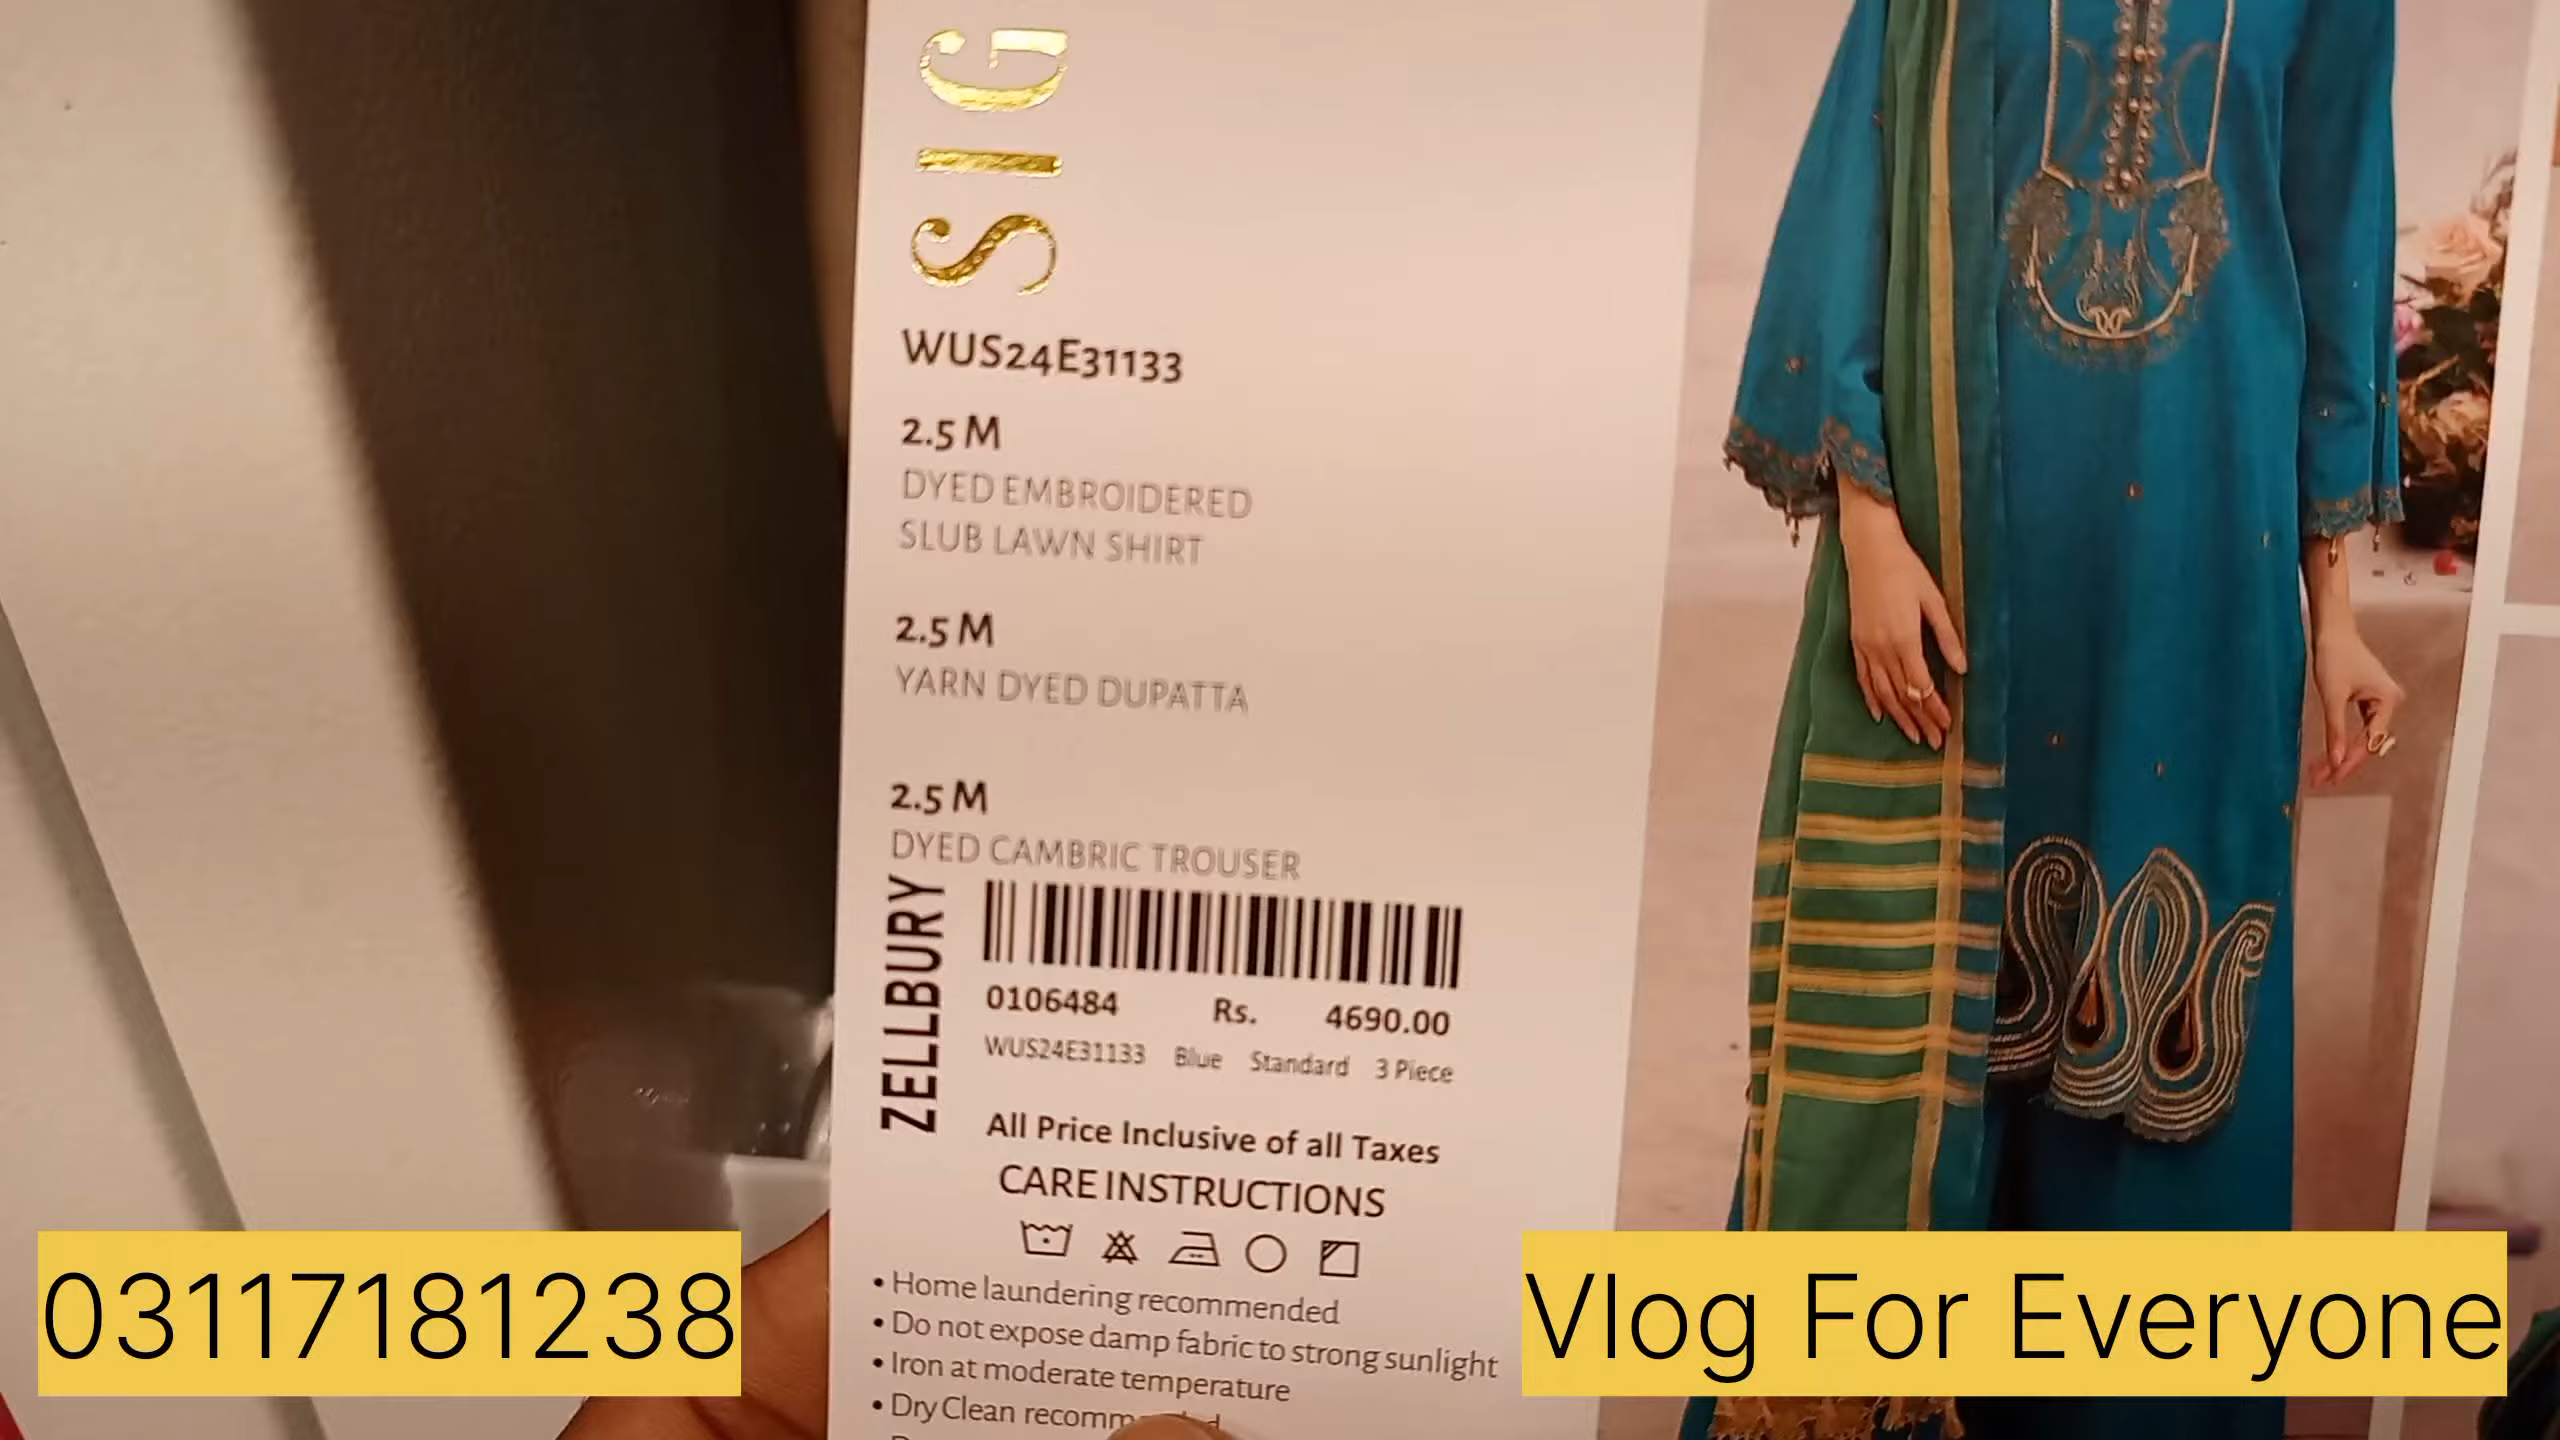 SIG
WUS24E31133
2.5 M
DYED EMBROIDERED
SLUB LAWN SHIRT
2.5 M
YARN DYED DUPATTA
2.5 M
DYED CAMBRIC TROUSER
ZELLBURY
0106484 Rs. 4690.00
WUS24E31133 Blue Standard 3 Piece
All Price Inclusive of all Taxes
CARE INSTRUCTIONS
• Home laundering recommended
• Do not expose damp fabric to strong sunlight
• Iron at moderate temperature
• Dry Clean
03117181238
Vlog For Everyone